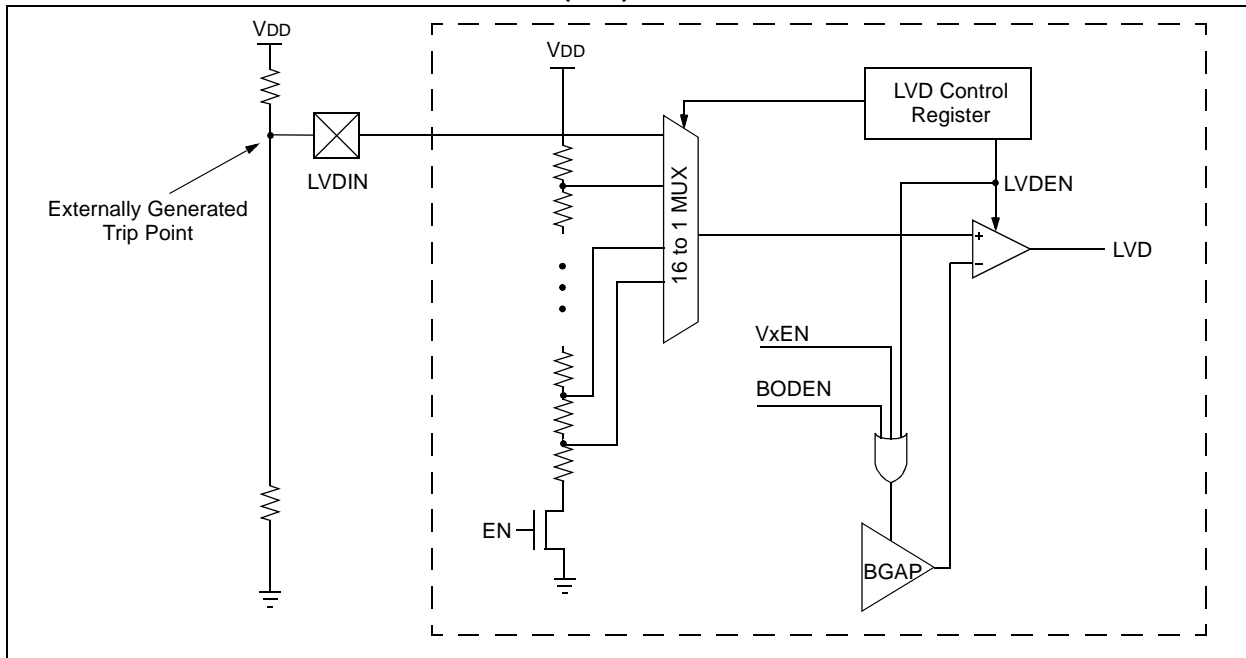 VDD
VDD
LVD Control
Register
16 to 1 MUX
LVDIN
LVDEN
Externally Generated
Trip Point
+
–
LVD
VxEN
BODEN
EN
BGAP